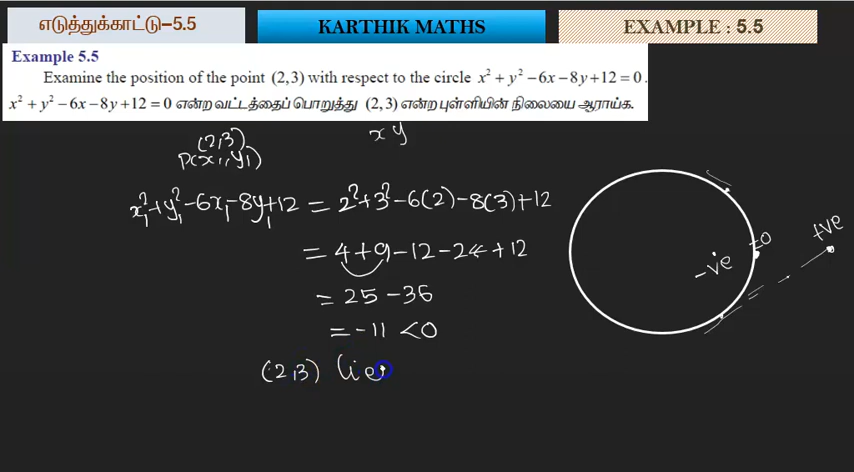 எடுத்துக்காட்டு–5.5
KARTHIK MATHS
EXAMPLE : 5.5
Example 5.5
Examine the position of the point (2,3) with respect to the circle x² + y² − 6x − 8y + 12 = 0.
x² + y² − 6x − 8y + 12 = 0 என்ற வட்டத்தைப் பொறுத்து (2,3) என்ற புள்ளியின் நிலையை ஆராய்க.
(2,3)
x y
P(x₁, y₁)
x₁² + y₁² − 6x₁ − 8y₁ + 12 = 2² + 3² − 6(2) − 8(3) + 12
= 4 + 9 − 12 − 24 + 12
= 25 − 36
= −11 < 0
(2,3) lies
−ve
=0
+ve